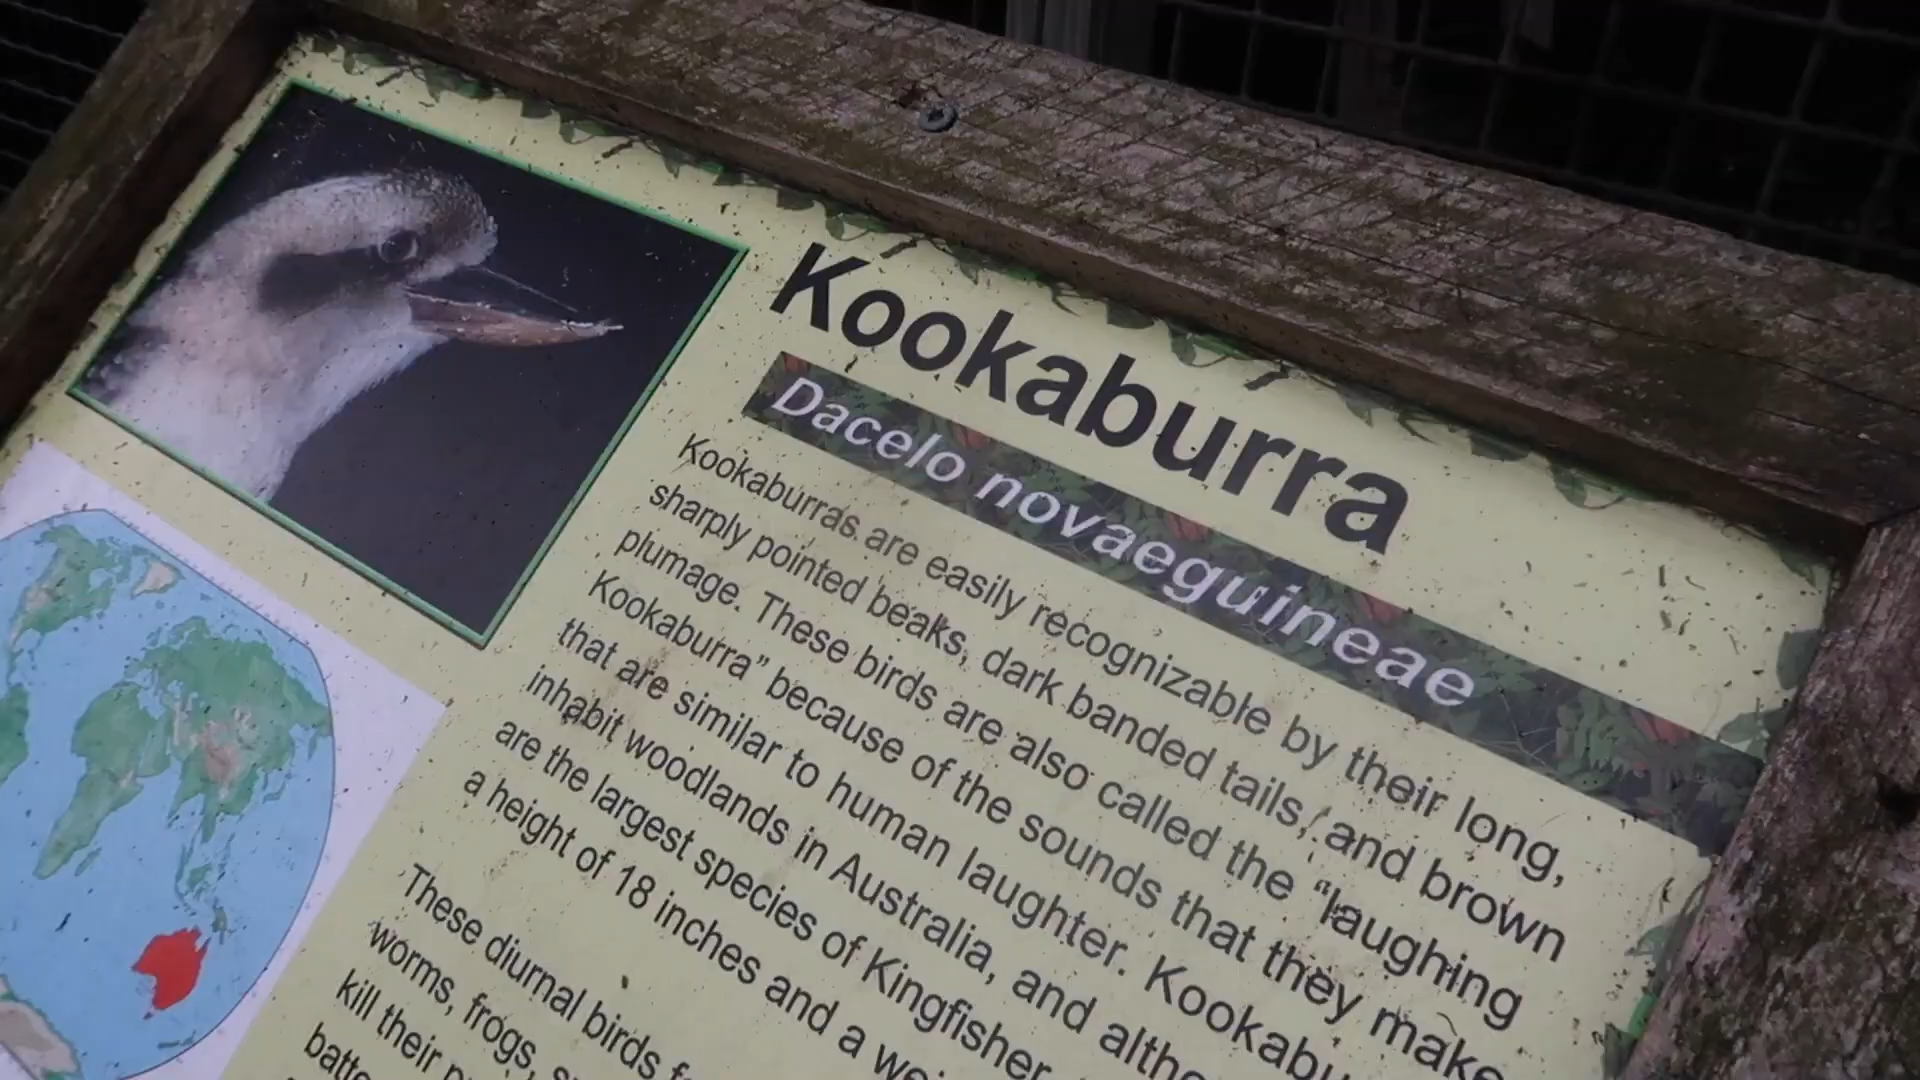 Kookaburra
Dacelo novaeguineae
Kookaburras are easily recognizable by their long,
sharply pointed beaks, dark banded tails, and brown
plumage. These birds are also called the “laughing
Kookaburra” because of the sounds that they make
that are similar to human laughter.
inhabit woodlands in Australia, and
are the largest species of Kingfisher
a height of 18 inches and a
These diurnal birds
worms, frogs,
kill their